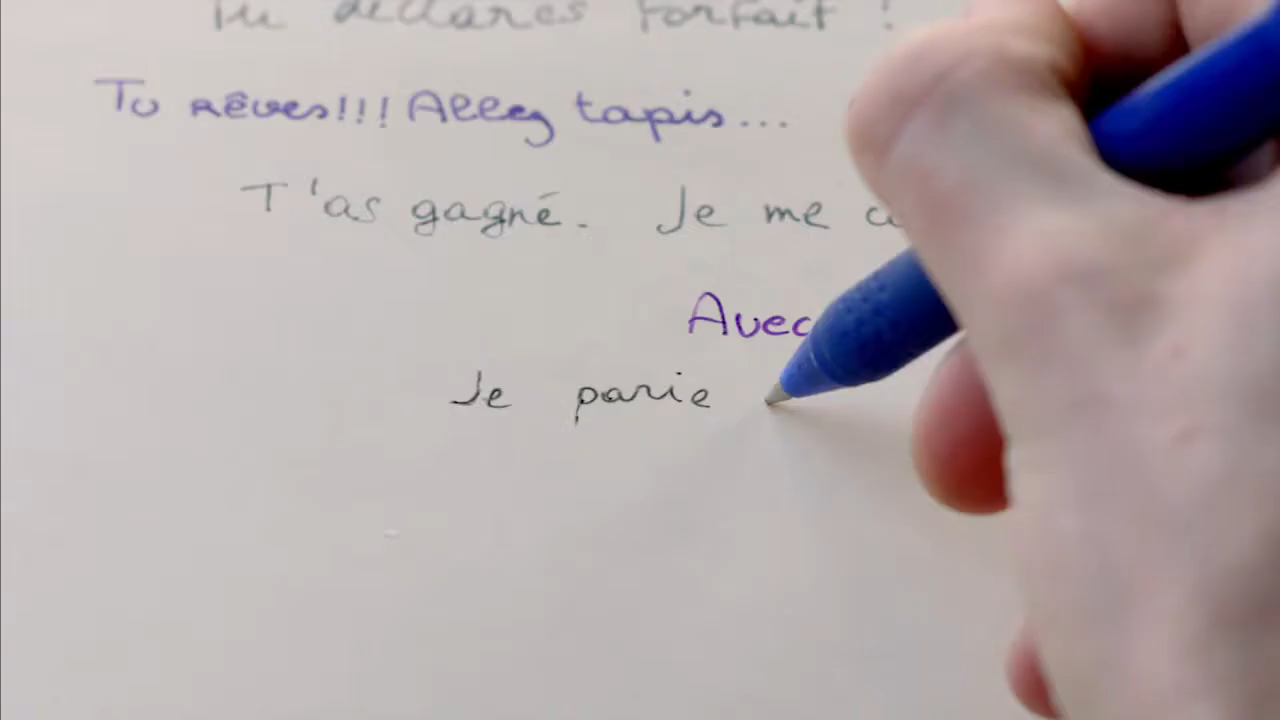 Tu déclares forfait !
Tu rêves!!! Allez tapis...
T'as gagné. Je me c
Avec
Je parie